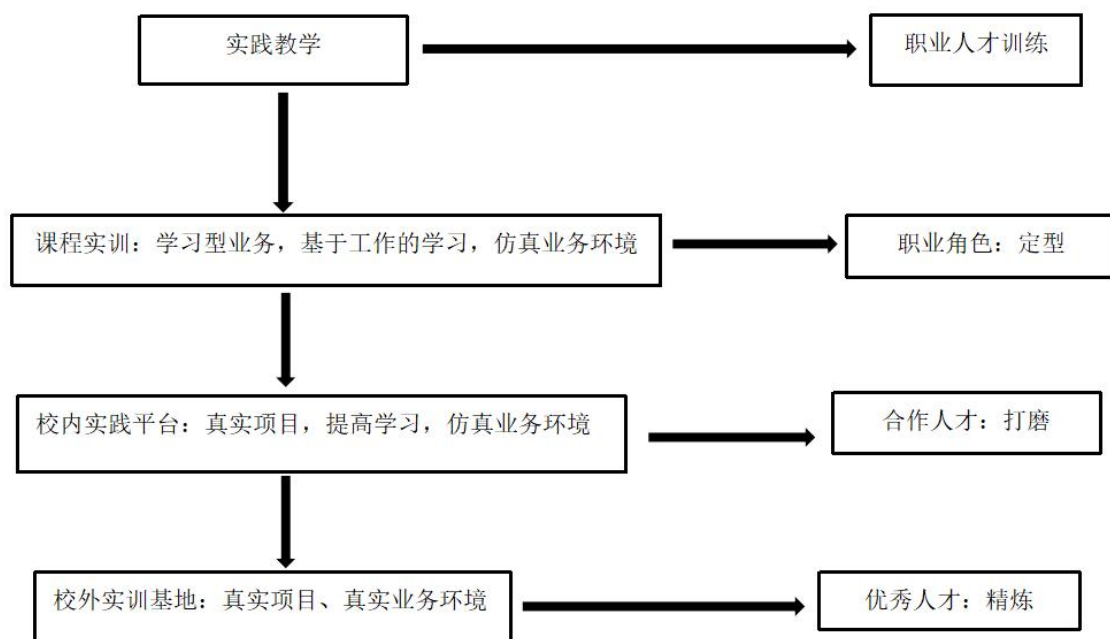 实践教学
职业人才训练
课程实训：学习型业务，基于工作的学习，仿真业务环境
职业角色：定型
校内实践平台：真实项目，提高学习，仿真业务环境
合作人才：打磨
校外实训基地：真实项目、真实业务环境
优秀人才：精炼